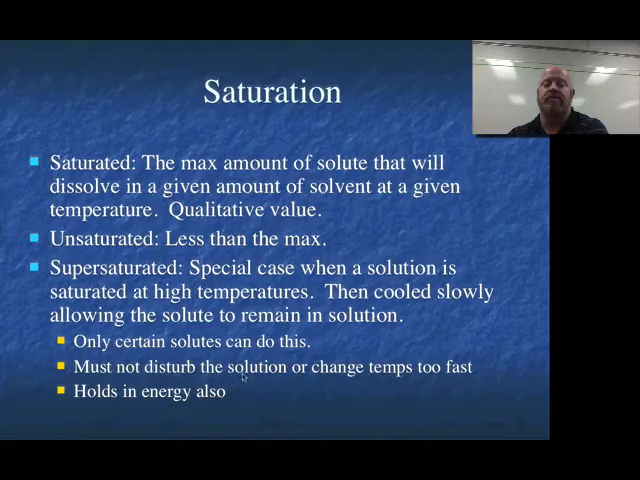 Saturation
Saturated: The max amount of solute that will
dissolve in a given amount of solvent at a given
temperature. Qualitative value.
Unsaturated: Less than the max.
Supersaturated: Special case when a solution is
saturated at high temperatures. Then cooled slowly
allowing the solute to remain in solution.
Only certain solutes can do this.
Must not disturb the solution or change temps too fast
Holds in energy also